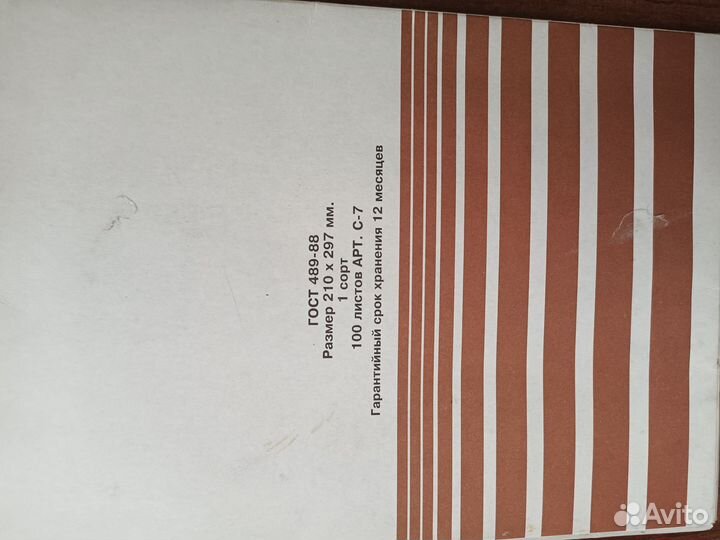 ГОСТ 489-88
Размер 210 х 297 мм.
1 сорт
100 листов АРТ. С-7
Гарантийный срок хранения 12 месяцев
Avito